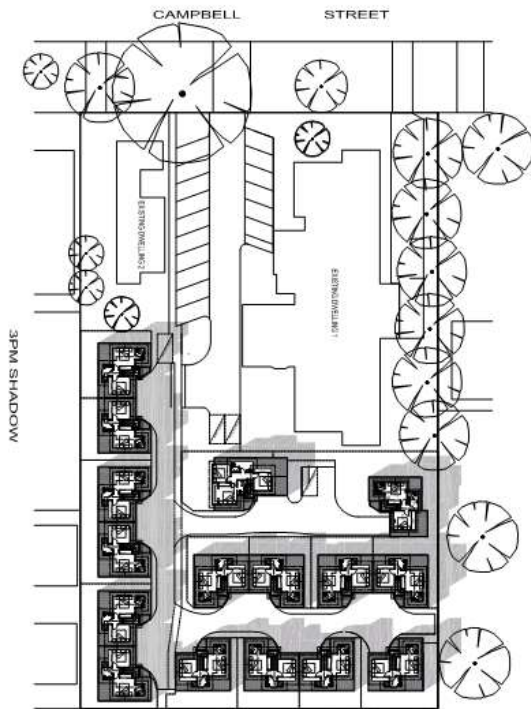 CAMPBELL STREET
EXISTING DWELLING 2
EXISTING DWELLING 1
3PM SHADOW